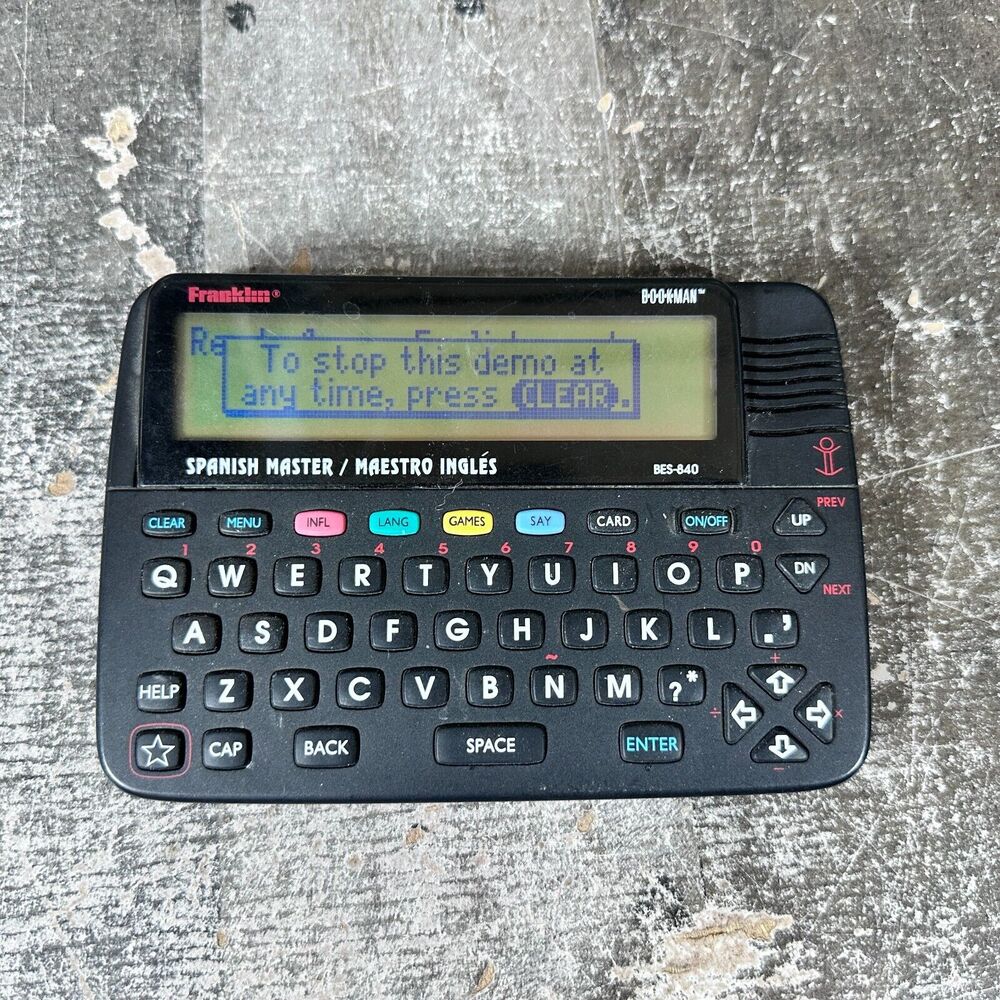 Franklin® BOOKMAN™
To stop this demo at
any time, press CLEAR.
SPANISH MASTER / MAESTRO INGLÉS BES-840
CLEAR MENU INFL LANG GAMES SAY CARD ON/OFF UP PREV
1 2 3 4 5 6 7 8 9 0
Q W E R T Y U I O P DN NEXT
A S D F G H J K L . ’
~ +
HELP Z X C V B N M ? *
÷ ×
☆ CAP BACK SPACE ENTER −